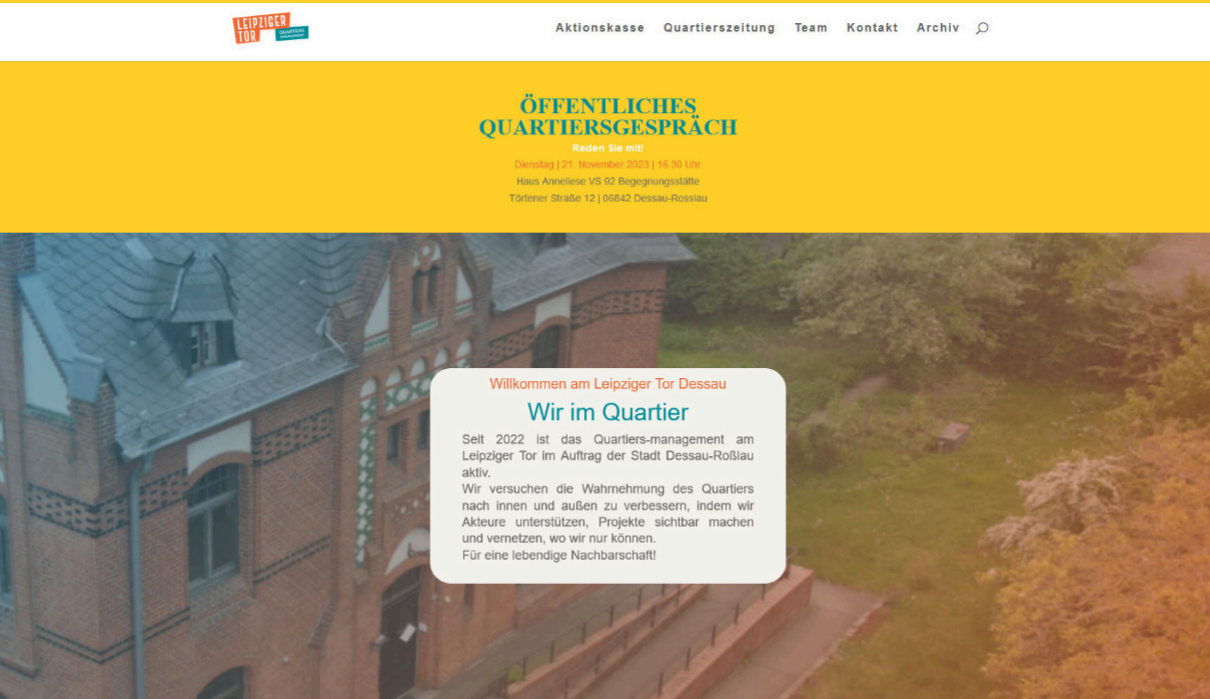 LEIPZIGER
TOR
QUARTIERS
MANAGEMENT
Aktionskasse Quartierszeitung Team Kontakt Archiv
ÖFFENTLICHES
QUARTIERSGESPRÄCH
Reden Sie mit!
Dienstag | 21. November 2023 | 16.30 Uhr
Haus Anneliese VS 92 Begegnungsstätte
Törtener Straße 12 | 06842 Dessau-Rosslau
Willkommen am Leipziger Tor Dessau
Wir im Quartier
Seit 2022 ist das Quartiers-management am
Leipziger Tor im Auftrag der Stadt Dessau-Roßlau
aktiv.
Wir versuchen die Wahrnehmung des Quartiers
nach innen und außen zu verbessern, indem wir
Akteure unterstützen, Projekte sichtbar machen
und vernetzen, wo wir nur können.
Für eine lebendige Nachbarschaft!